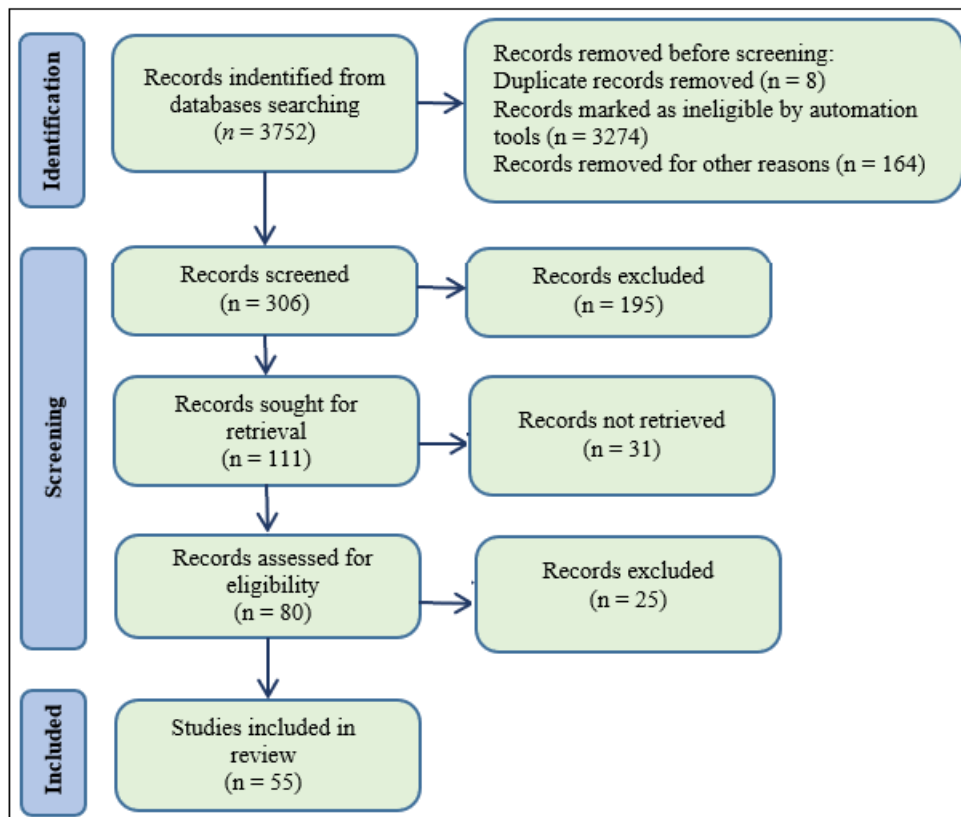 Identification
Records indentified from
databases searching
(n = 3752)
Records removed before screening:
Duplicate records removed (n = 8)
Records marked as ineligible by automation
tools (n = 3274)
Records removed for other reasons (n = 164)
Screening
Records screened
(n = 306)
Records excluded
(n = 195)
Records sought for
retrieval
(n = 111)
Records not retrieved
(n = 31)
Records assessed for
eligibility
(n = 80)
Records excluded
(n = 25)
Included
Studies included in
review
(n = 55)